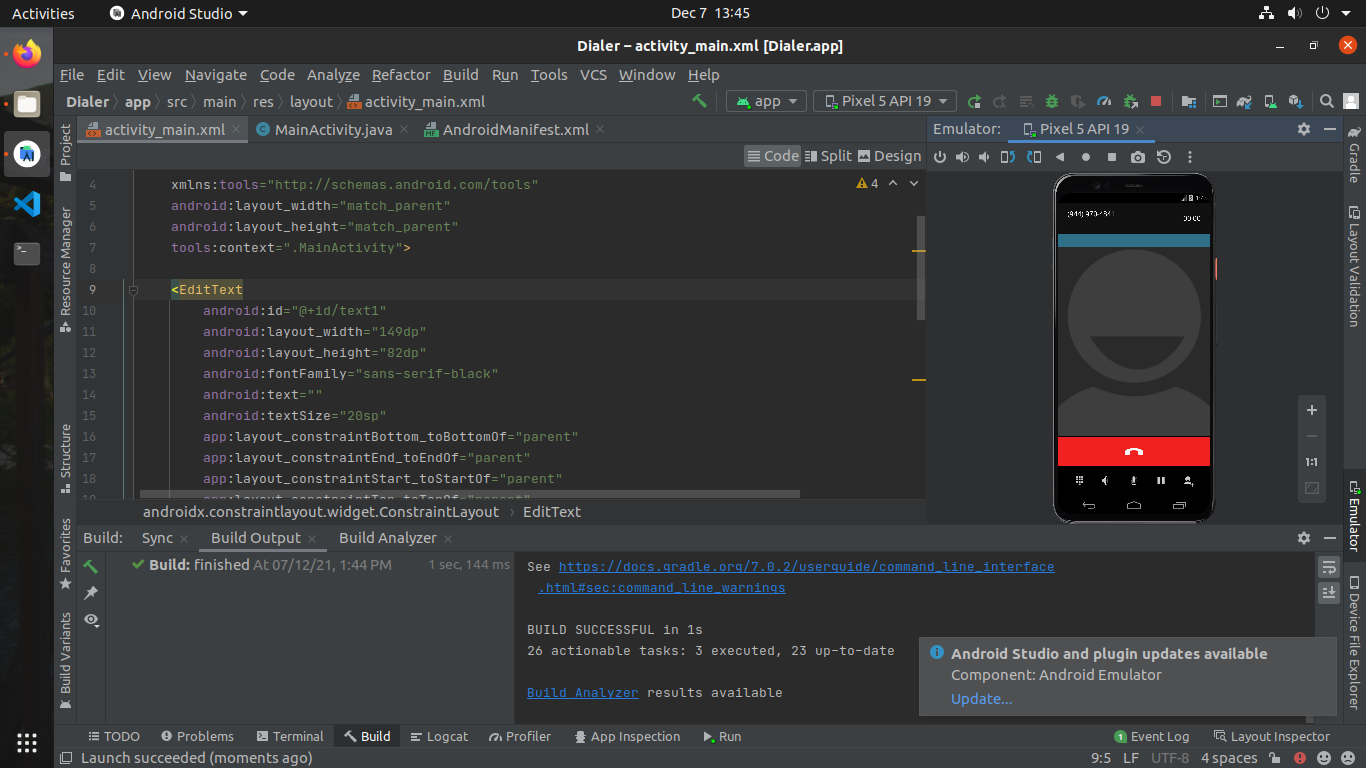 Activities
Android Studio
Dec 7 13:45
Dialer – activity_main.xml [Dialer.app]
File Edit View Navigate Code Analyze Refactor Build Run Tools VCS Window Help
Dialer app src main res layout activity_main.xml
app
Pixel 5 API 19
activity_main.xml
MainActivity.java
AndroidManifest.xml
Emulator: Pixel 5 API 19
Code Split Design
Project
Resource Manager
Structure
Favorites
Build Variants
Gradle
Layout Validation
Emulator
Device File Explorer
4 xmlns:tools="http://schemas.android.com/tools"
4
5 android:layout_width="match_parent"
6 android:layout_height="match_parent"
7 tools:context=".MainActivity">
8
9 <EditText
10 android:id="@+id/text1"
11 android:layout_width="149dp"
12 android:layout_height="82dp"
13 android:fontFamily="sans-serif-black"
14 android:text=""
15 android:textSize="20sp"
16 app:layout_constraintBottom_toBottomOf="parent"
17 app:layout_constraintEnd_toEndOf="parent"
18 app:layout_constraintStart_toStartOf="parent"
androidx.constraintlayout.widget.ConstraintLayout › EditText
00:00
1:1
Build: Sync Build Output Build Analyzer
Build: finished At 07/12/21, 1:44 PM 1 sec, 144 ms
See https://docs.gradle.org/7.0.2/userguide/command_line_interface
.html#sec:command_line_warnings
BUILD SUCCESSFUL in 1s
26 actionable tasks: 3 executed, 23 up-to-date
Build Analyzer results available
Android Studio and plugin updates available
Component: Android Emulator
Update...
TODO Problems Terminal Build Logcat Profiler App Inspection Run
1 Event Log Layout Inspector
Launch succeeded (moments ago)
9:5 LF UTF-8 4 spaces